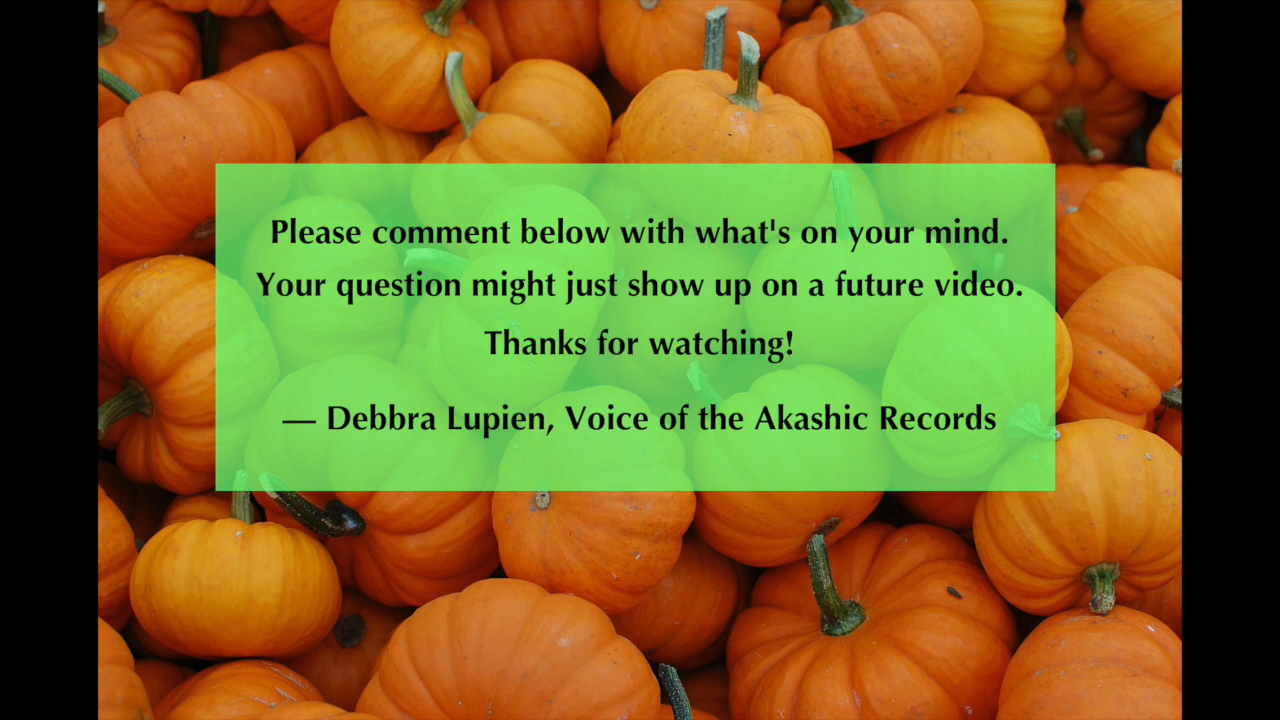 Please comment below with what's on your mind.
Your question might just show up on a future video.
Thanks for watching!
— Debbra Lupien, Voice of the Akashic Records